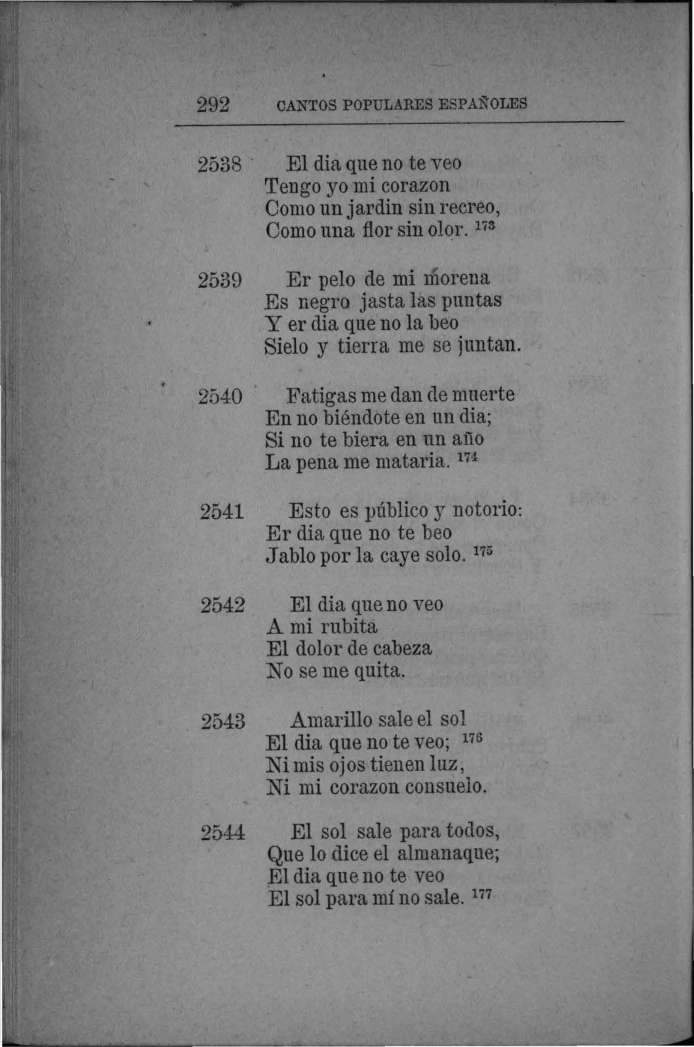 292 CANTOS POPULARES ESPAÑOLES
2538 El dia que no te veo
Tengo yo mi corazon
Como un jardin sin recreo,
Como una flor sin olor. 173
2539 Er pelo de mi morena
Es negro jasta las puntas
Y er dia que no la beo
Sielo y tierra me se juntan.
2540 Fatigas me dan de muerte
En no biéndote en un dia;
Si no te biera en un año
La pena me mataria. 174
2541 Esto es público y notorio:
Er dia que no te beo
Jablo por la caye solo. 175
2542 El dia que no veo
A mi rubita
El dolor de cabeza
No se me quita.
2543 Amarillo sale el sol
El dia que no te veo; 176
Ni mis ojos tienen luz,
Ni mi corazon consuelo.
2544 El sol sale para todos,
Que lo dice el almanaque;
El dia que no te veo
El sol para mí no sale. 177